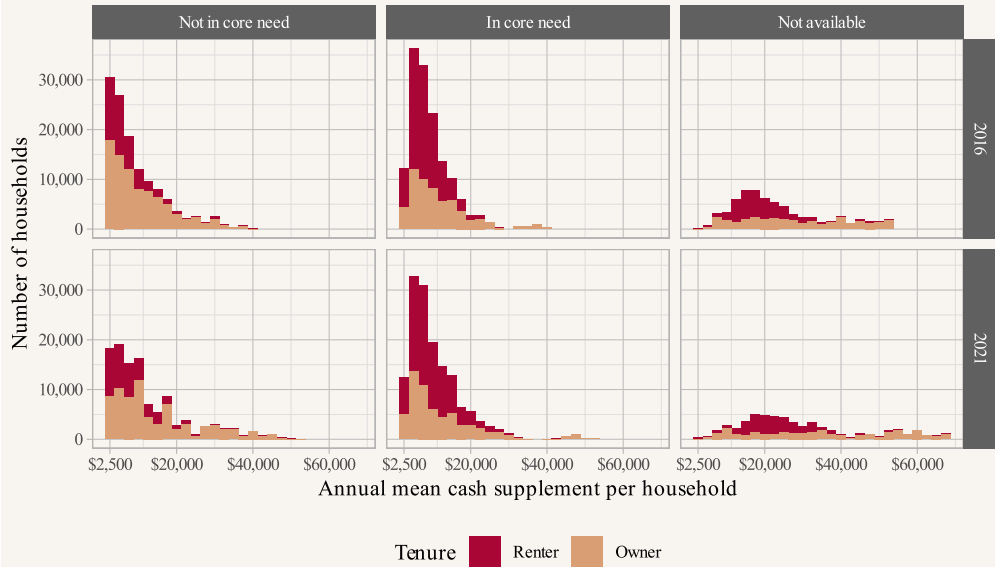 Not in core need
In core need
Not available
Number of households
30,000
20,000
10,000
0
2016
30,000
20,000
10,000
0
2021
$2,500 $20,000 $40,000 $60,000
$2,500 $20,000 $40,000 $60,000
$2,500 $20,000 $40,000 $60,000
Annual mean cash supplement per household
Tenure Renter Owner